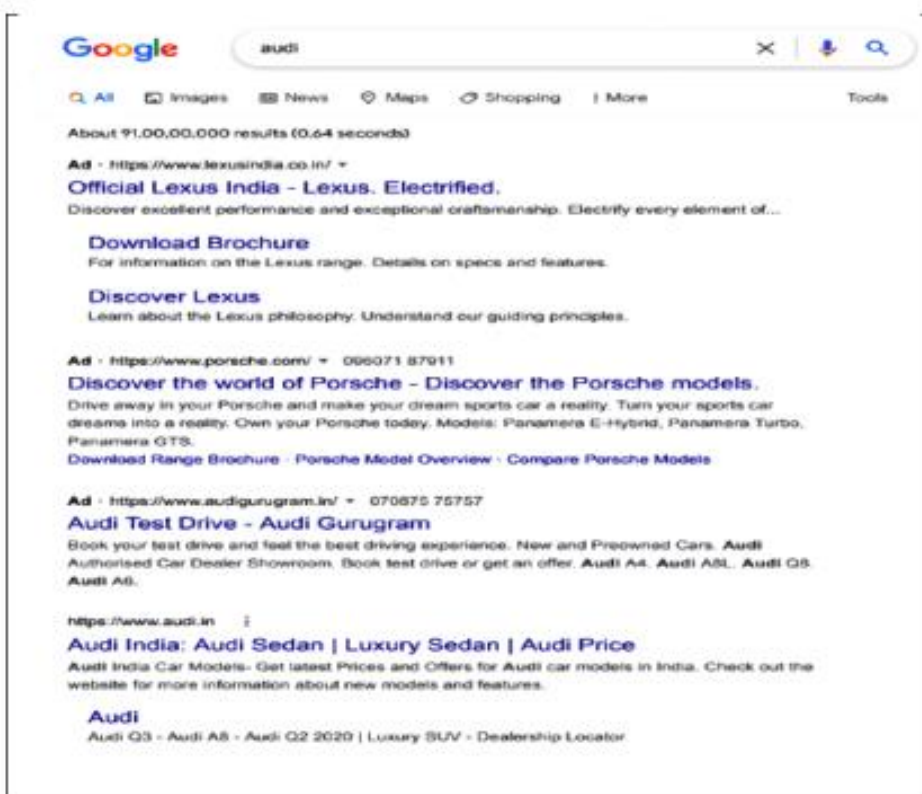 Google audi
All Images News Maps Shopping More Tools
About 91,00,00,000 results (0.64 seconds)
Ad · https://www.lexusindia.co.in/
Official Lexus India - Lexus. Electrified.
Discover excellent performance and exceptional craftsmanship. Electrify every element of...
Download Brochure
For information on the Lexus range. Details on specs and features.
Discover Lexus
Learn about the Lexus philosophy. Understand our guiding principles.
Ad · https://www.porsche.com/ 096071 87911
Discover the world of Porsche - Discover the Porsche models.
Drive away in your Porsche and make your dream sports car a reality. Turn your sports car
dreams into a reality. Own your Porsche today. Models: Panamera E-Hybrid, Panamera Turbo,
Panamera GTS.
Download Range Brochure · Porsche Model Overview · Compare Porsche Models
Ad · https://www.audigurugram.in/ 070875 75757
Audi Test Drive - Audi Gurugram
Book your test drive and feel the best driving experience. New and Preowned Cars. Audi
Authorised Car Dealer Showroom. Book test drive or get an offer. Audi A4. Audi A8L. Audi Q8.
Audi A6.
https://www.audi.in
Audi India: Audi Sedan | Luxury Sedan | Audi Price
Audi India Car Models- Get latest Prices and Offers for Audi car models in India. Check out the
website for more information about new models and features.
Audi
Audi Q3 - Audi A8 - Audi Q2 2020 | Luxury SUV - Dealership Locator